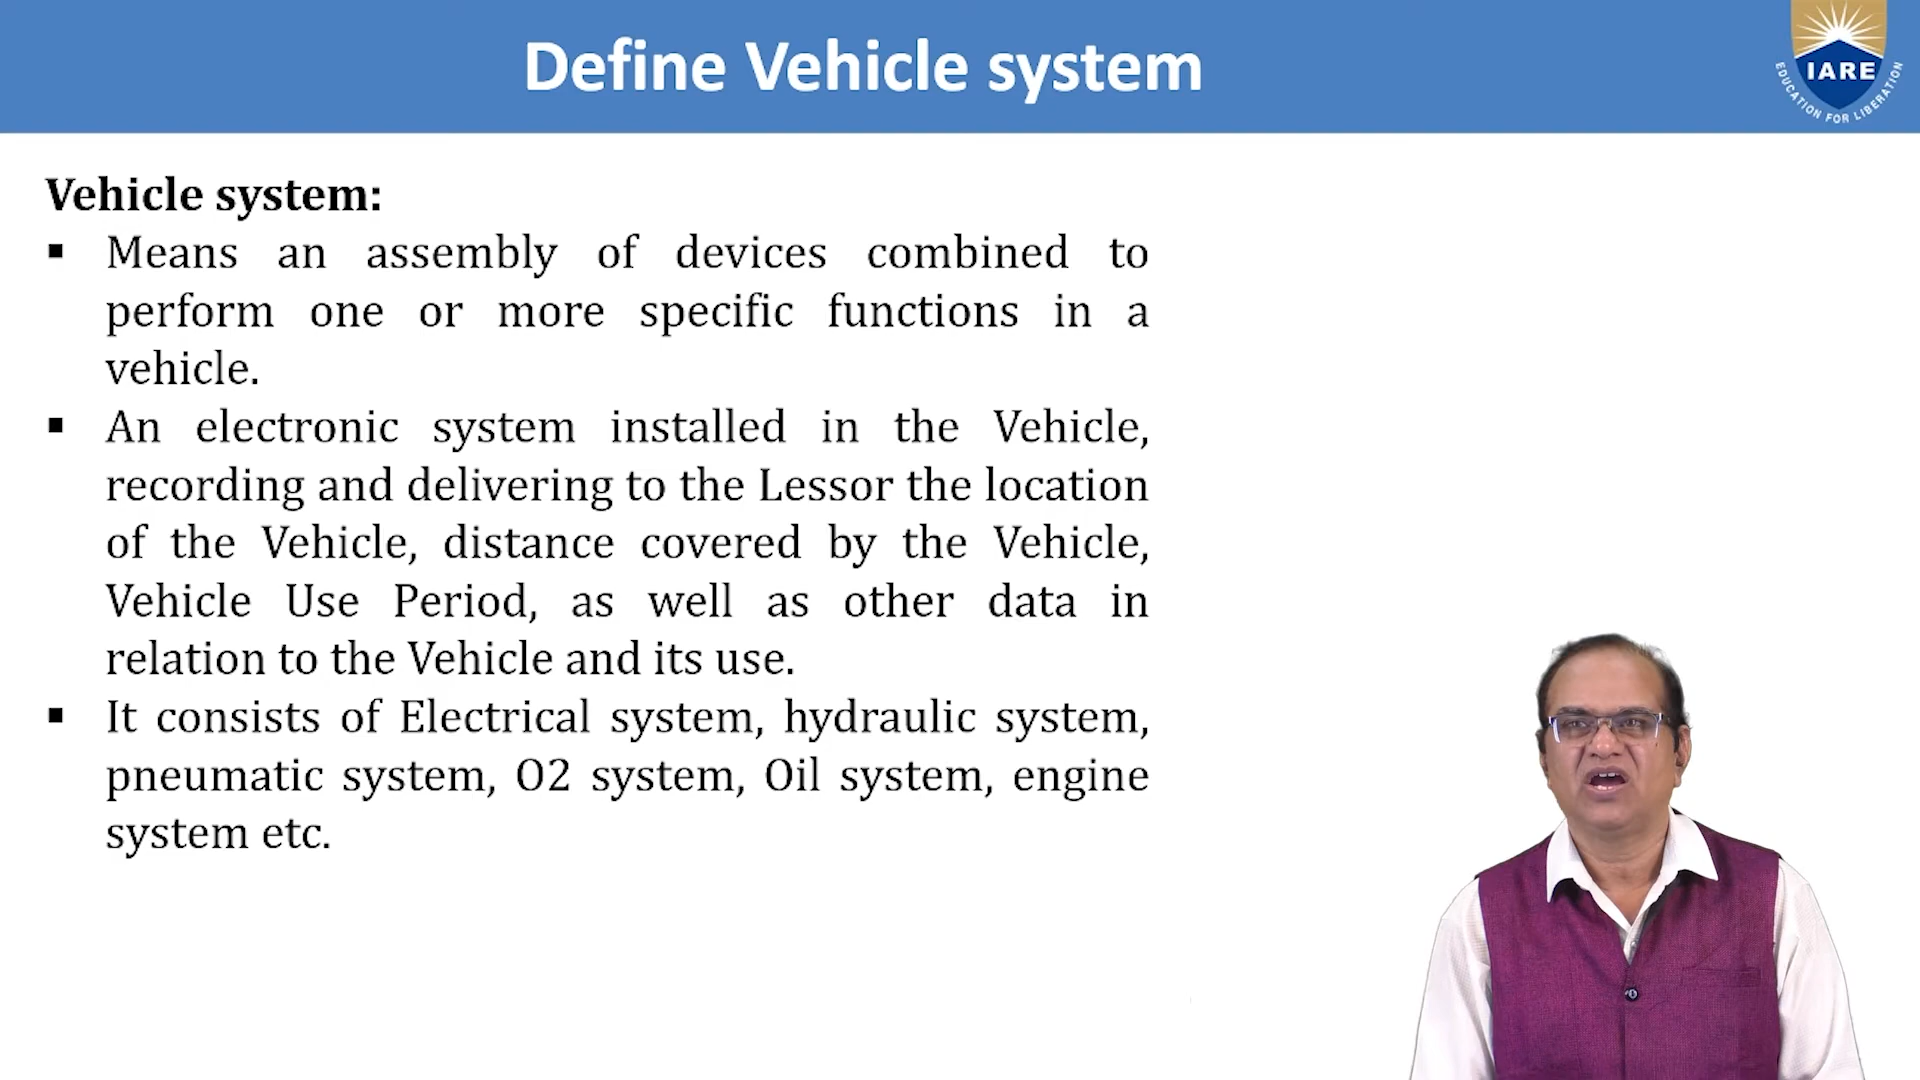 Define Vehicle system
IARE
EDUCATION FOR LIBERATION
Vehicle system:
▪ Means an assembly of devices combined to
perform one or more specific functions in a
vehicle.
▪ An electronic system installed in the Vehicle,
recording and delivering to the Lessor the location
of the Vehicle, distance covered by the Vehicle,
Vehicle Use Period, as well as other data in
relation to the Vehicle and its use.
▪ It consists of Electrical system, hydraulic system,
pneumatic system, O2 system, Oil system, engine
system etc.